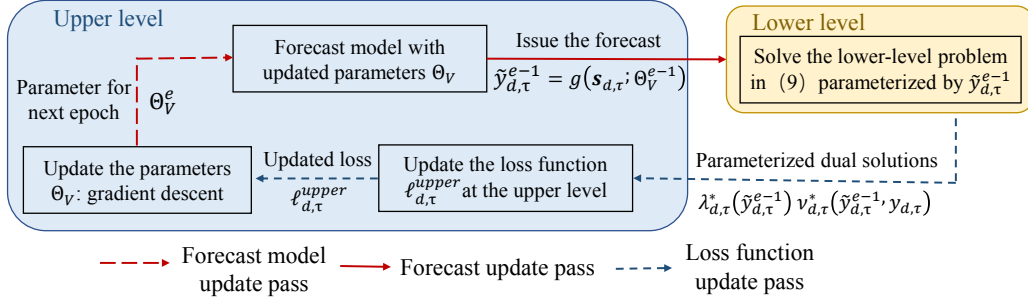 Upper level
Lower level
Forecast model with
updated parameters Θ_V
Issue the forecast
ỹ_{d,τ}^{e-1} = g(s_{d,τ}; Θ_V^{e-1})
Solve the lower-level problem
in (9) parameterized by ỹ_{d,τ}^{e-1}
Parameter for
next epoch
Θ_V^e
Update the parameters
Θ_V: gradient descent
Updated loss
ℓ_{d,τ}^{upper}
Update the loss function
ℓ_{d,τ}^{upper} at the upper level
Parameterized dual solutions
λ_{d,τ}^*(ỹ_{d,τ}^{e-1}) ν_{d,τ}^*(ỹ_{d,τ}^{e-1}, y_{d,τ})
Forecast model
update pass
Forecast update pass
Loss function
update pass